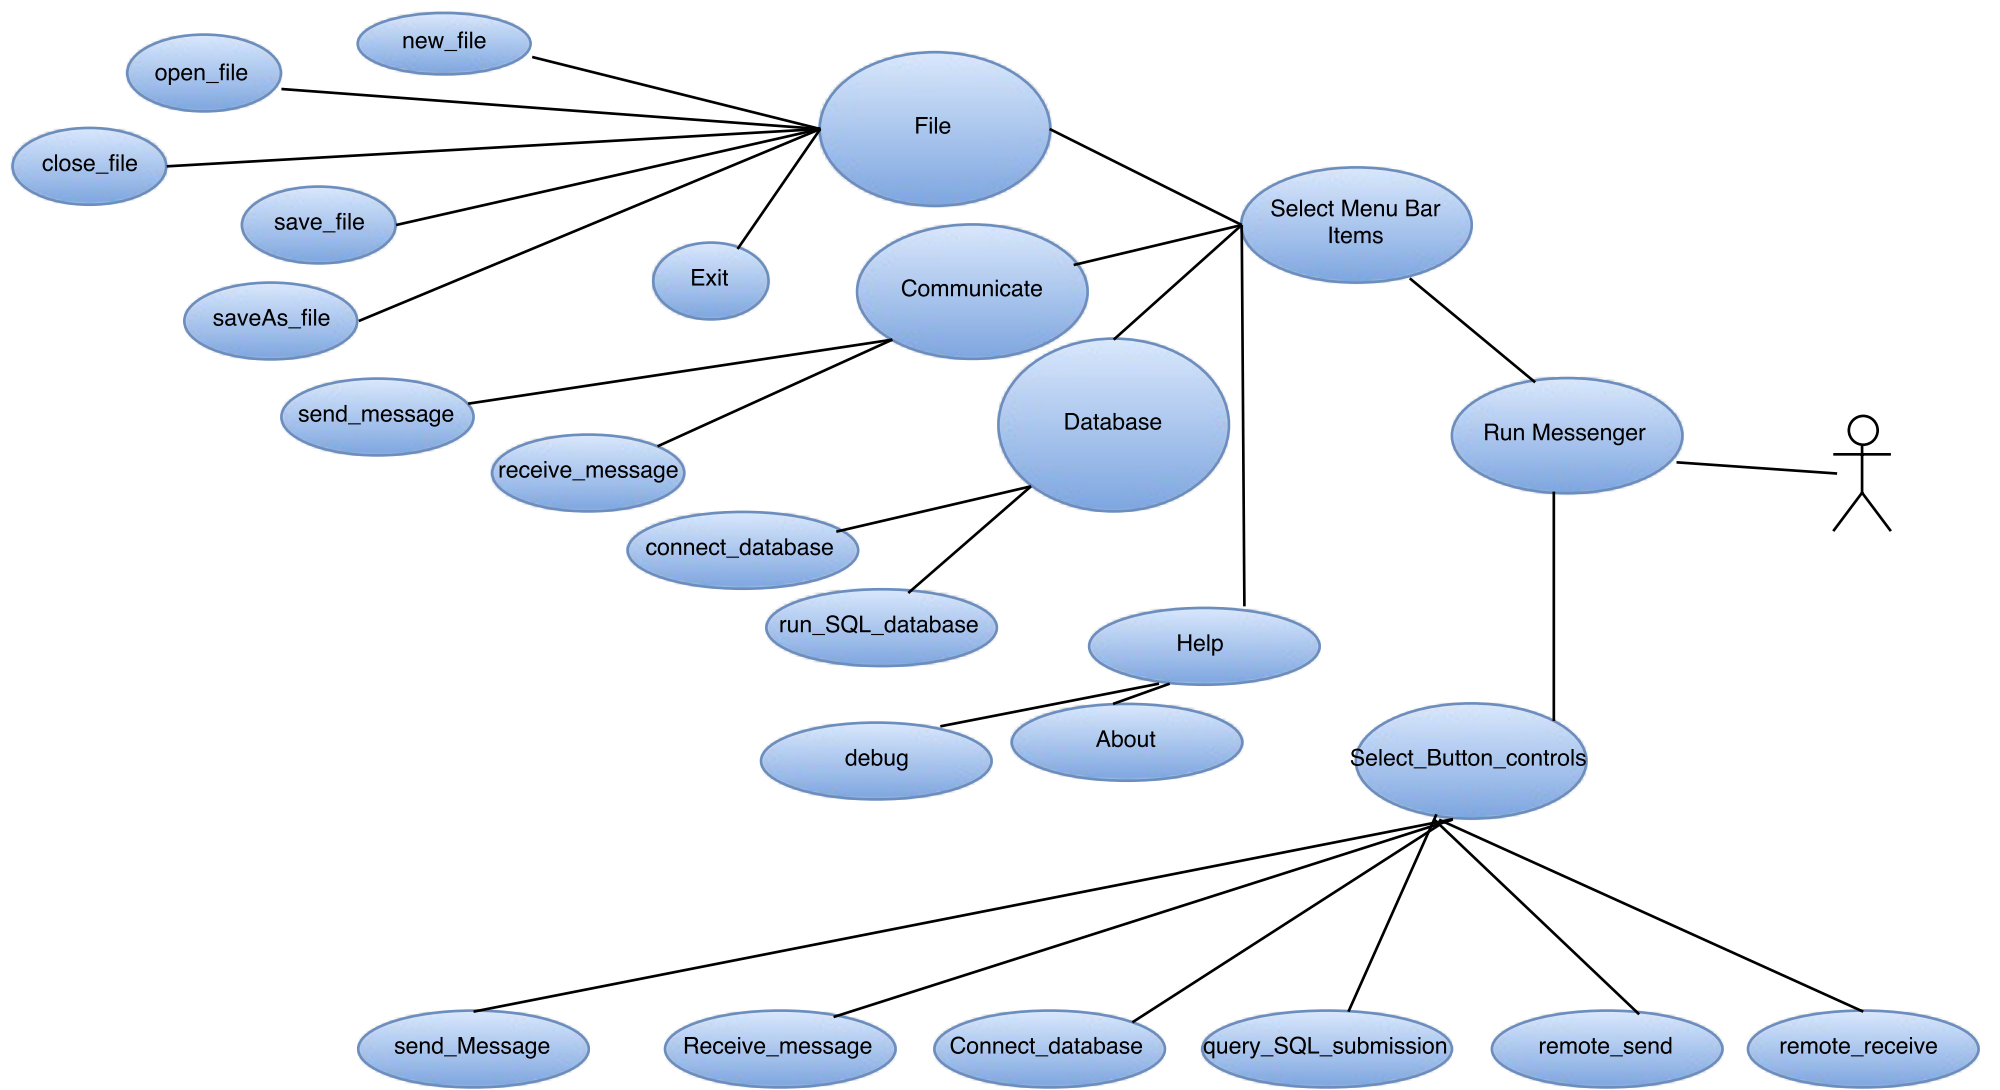 new_file
open_file
File
close_file
save_file
Select Menu Bar
Items
Exit
Communicate
saveAs_file
send_message
Database
Run Messenger
receive_message
connect_database
run_SQL_database
Help
About
debug
Select_Button_controls
send_Message
Receive_message
Connect_database
query_SQL_submission
remote_send
remote_receive